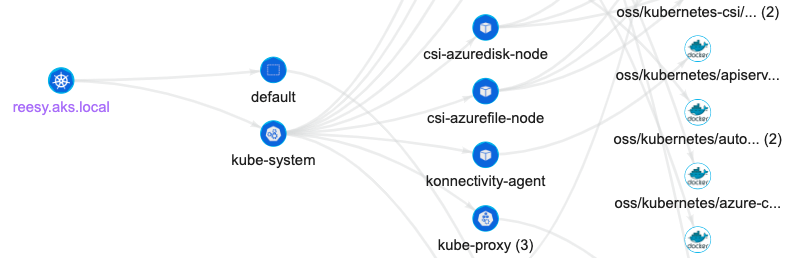 oss/kubernetes-csi/... (2)
csi-azuredisk-node
oss/kubernetes/apiserv...
reesy.aks.local
default
csi-azurefile-node
docker
oss/kubernetes/auto... (2)
kube-system
konnectivity-agent
docker
oss/kubernetes/azure-c...
kube-proxy (3)
docker
docker